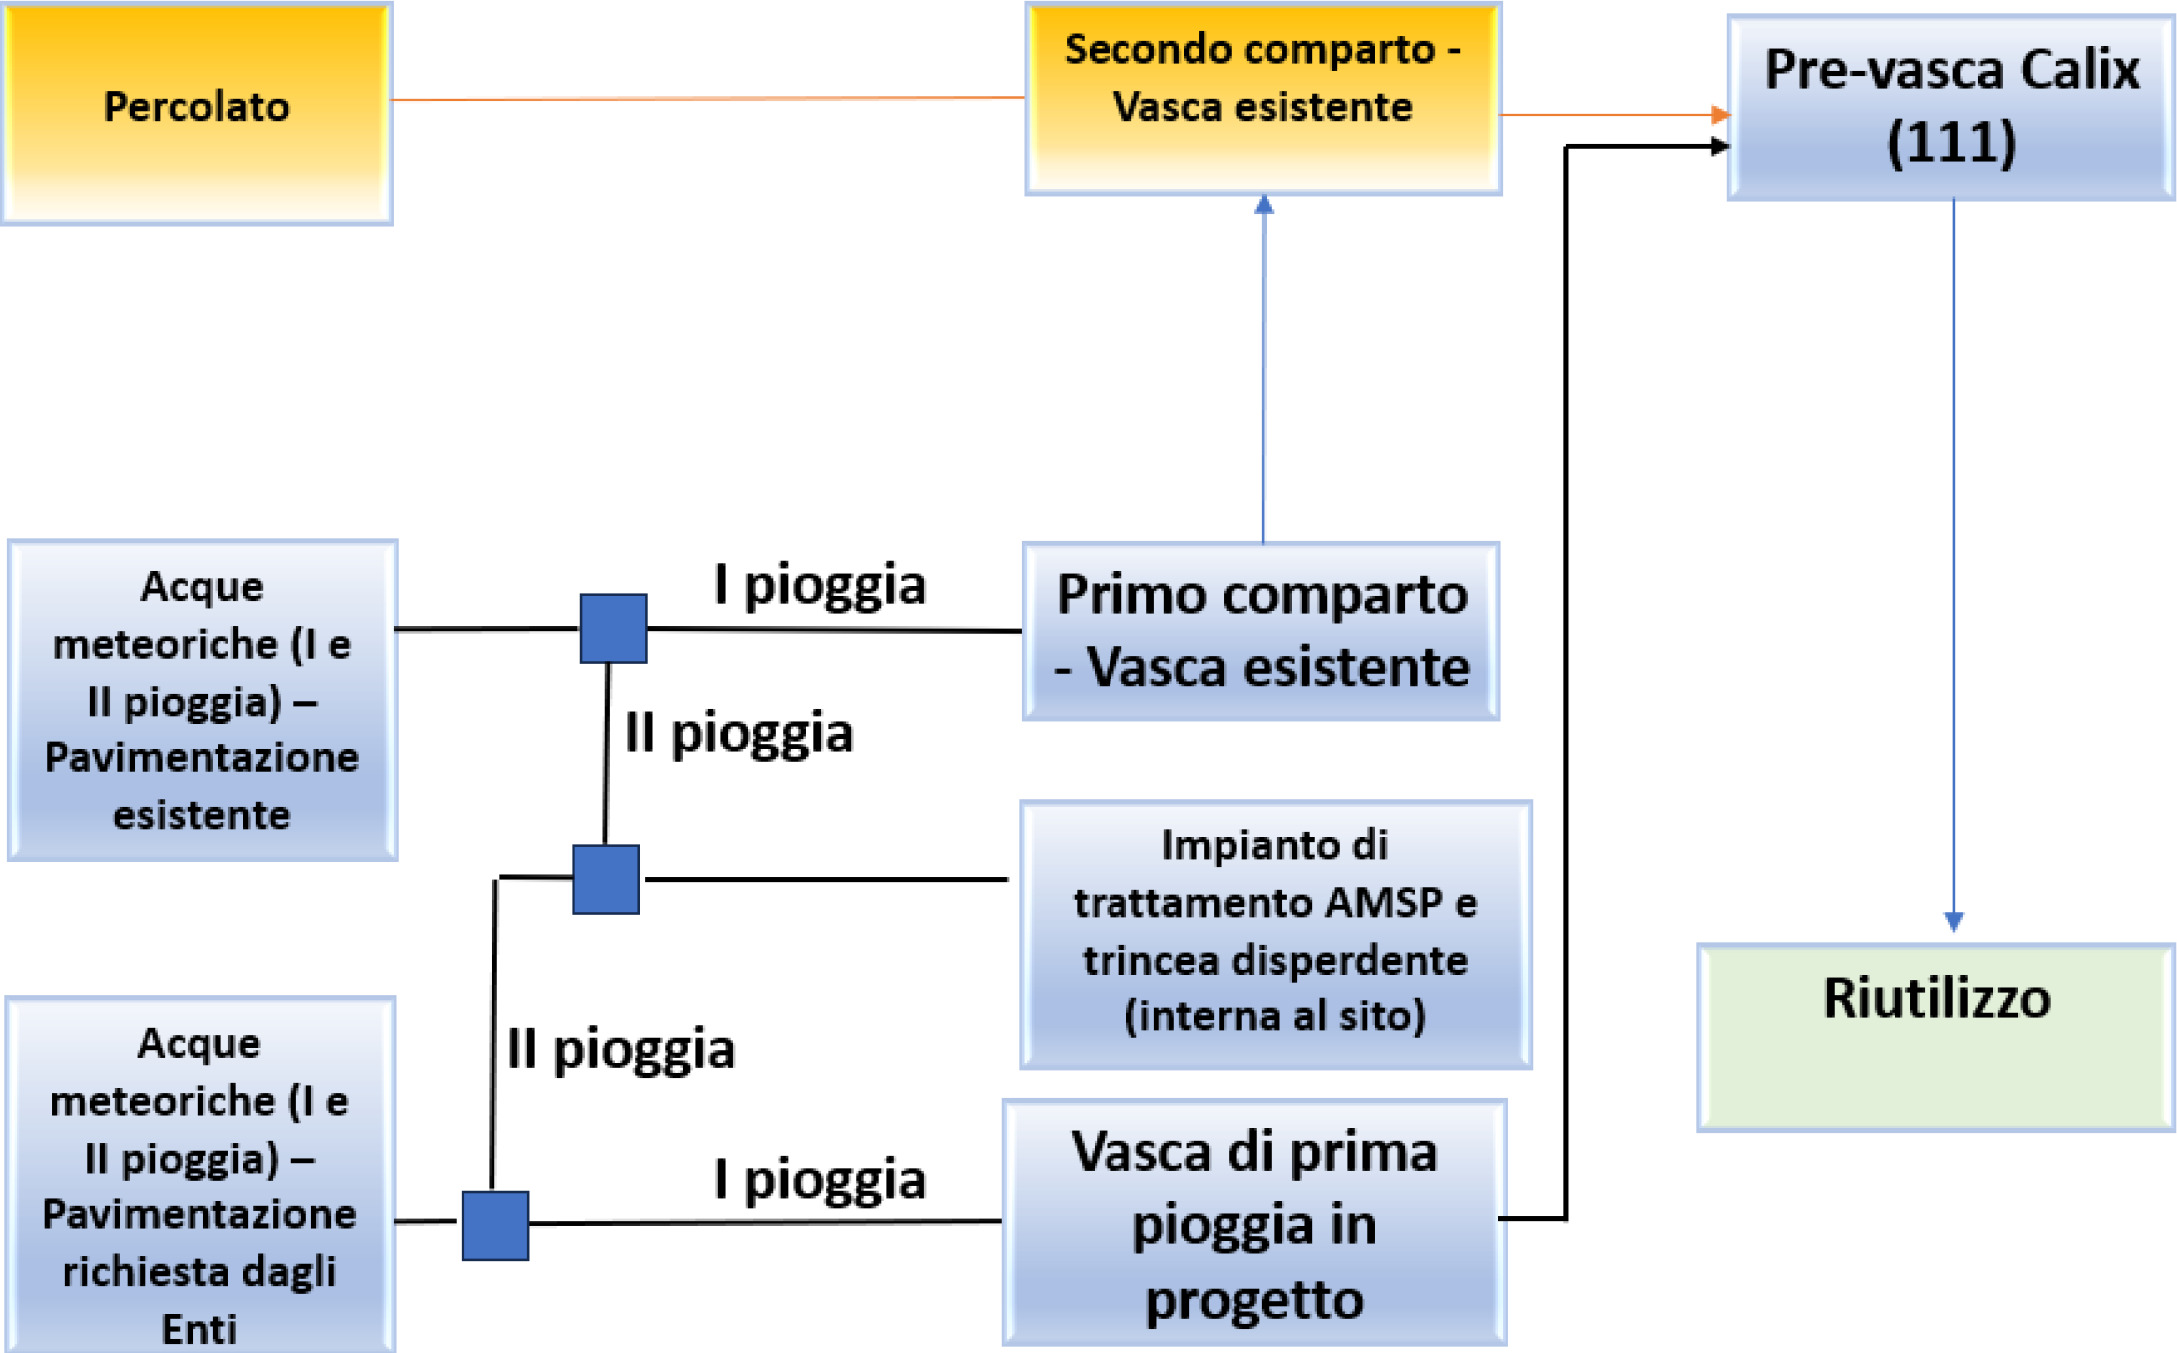 Percolato
Secondo comparto -
Vasca esistente
Pre-vasca Calix
(111)
Acque
meteoriche (I e
II pioggia) –
Pavimentazione
esistente
I pioggia
Primo comparto
- Vasca esistente
II pioggia
Impianto di
trattamento AMSP e
trincea disperdente
(interna al sito)
Riutilizzo
II pioggia
Acque
meteoriche (I e
II pioggia) –
Pavimentazione
richiesta dagli
Enti
I pioggia
Vasca di prima
pioggia in
progetto